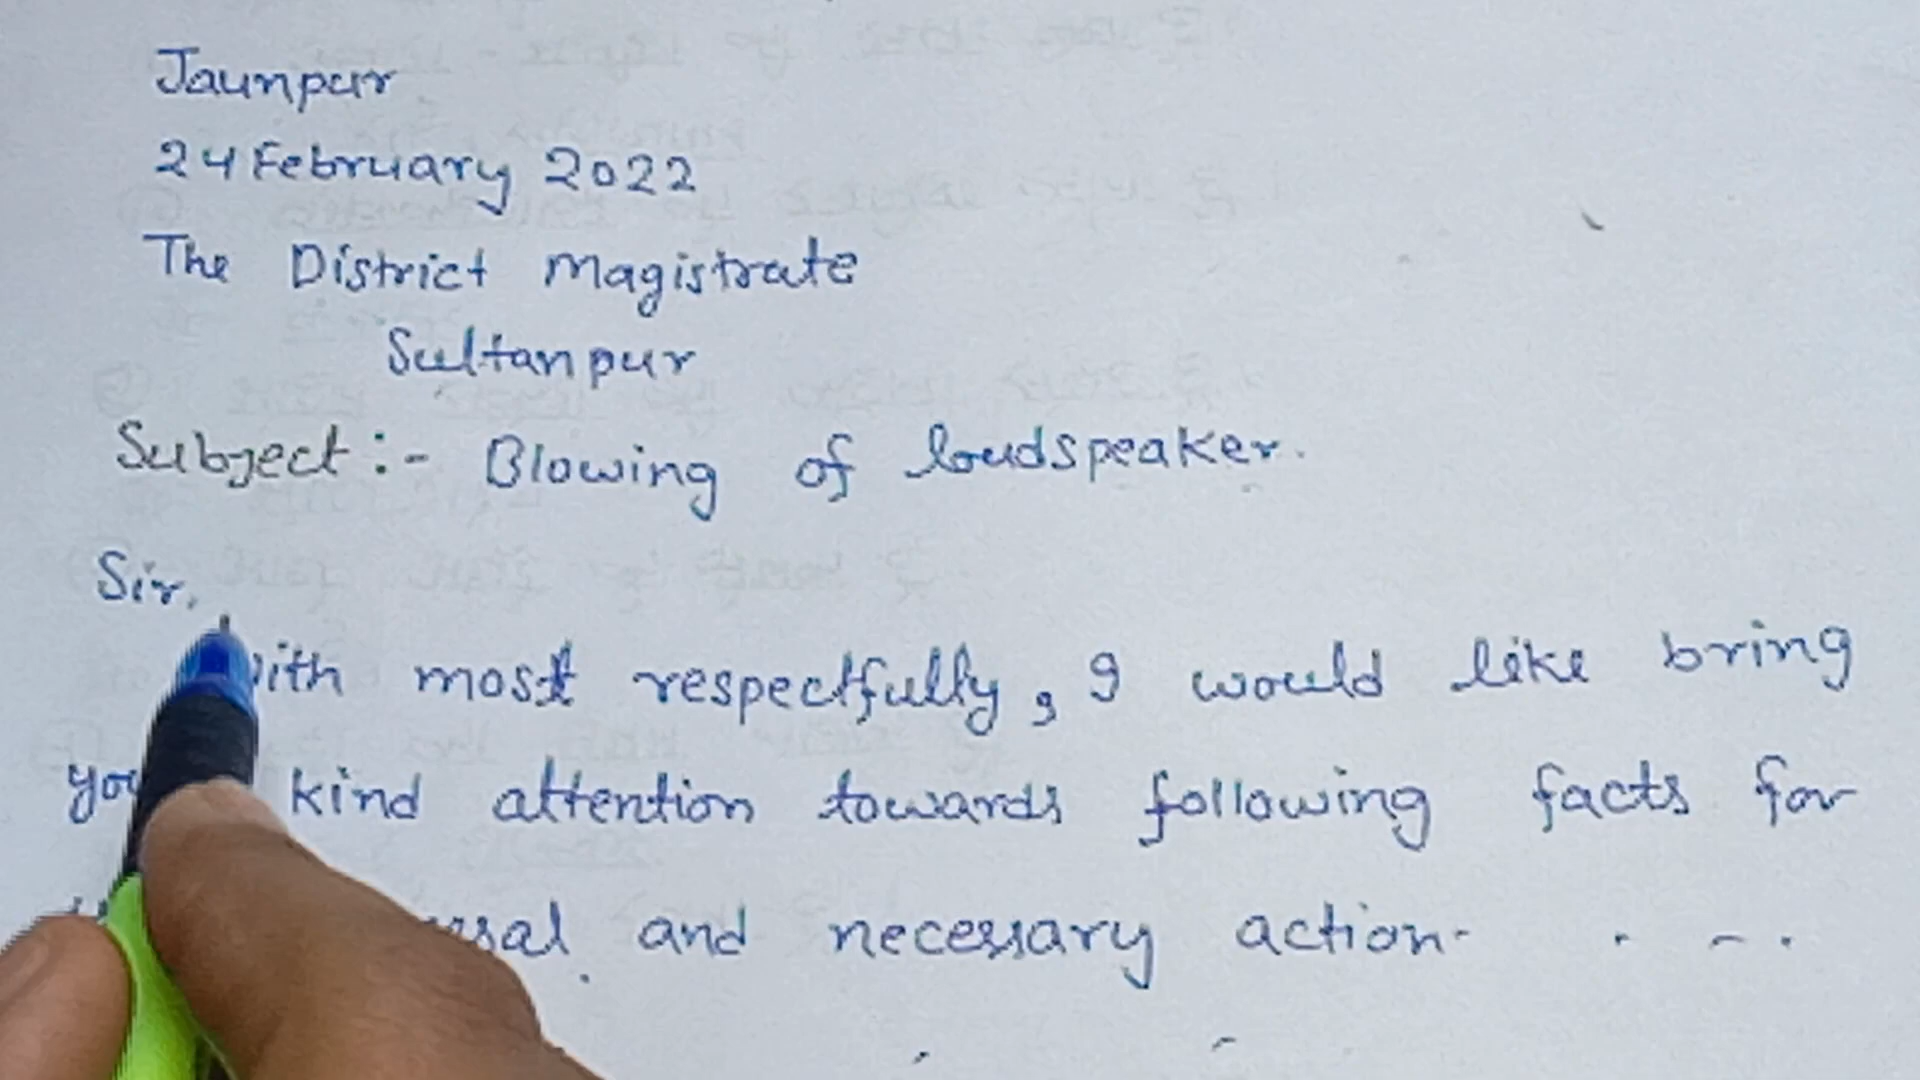 Jaunpur
24 February 2022
The District Magistrate
Sultanpur
Subject :- Blowing of loudspeaker.
Sir,
most respectfully, I would like bring
kind attention towards following facts for
and necessary action.